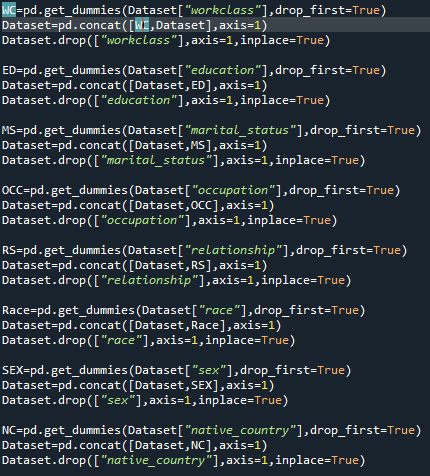 WC=pd.get_dummies(Dataset["workclass"],drop_first=True)
Dataset=pd.concat([WI,Dataset],axis=1)
Dataset.drop(["workclass"],axis=1,inplace=True)
ED=pd.get_dummies(Dataset["education"],drop_first=True)
Dataset=pd.concat([Dataset,ED],axis=1)
Dataset.drop(["education"],axis=1,inplace=True)
MS=pd.get_dummies(Dataset["marital_status"],drop_first=True)
Dataset=pd.concat([Dataset,MS],axis=1)
Dataset.drop(["marital_status"],axis=1,inplace=True)
OCC=pd.get_dummies(Dataset["occupation"],drop_first=True)
Dataset=pd.concat([Dataset,OCC],axis=1)
Dataset.drop(["occupation"],axis=1,inplace=True)
RS=pd.get_dummies(Dataset["relationship"],drop_first=True)
Dataset=pd.concat([Dataset,RS],axis=1)
Dataset.drop(["relationship"],axis=1,inplace=True)
Race=pd.get_dummies(Dataset["race"],drop_first=True)
Dataset=pd.concat([Dataset,Race],axis=1)
Dataset.drop(["race"],axis=1,inplace=True)
SEX=pd.get_dummies(Dataset["sex"],drop_first=True)
Dataset=pd.concat([Dataset,SEX],axis=1)
Dataset.drop(["sex"],axis=1,inplace=True)
NC=pd.get_dummies(Dataset["native_country"],drop_first=True)
Dataset=pd.concat([Dataset,NC],axis=1)
Dataset.drop(["native_country"],axis=1,inplace=True)